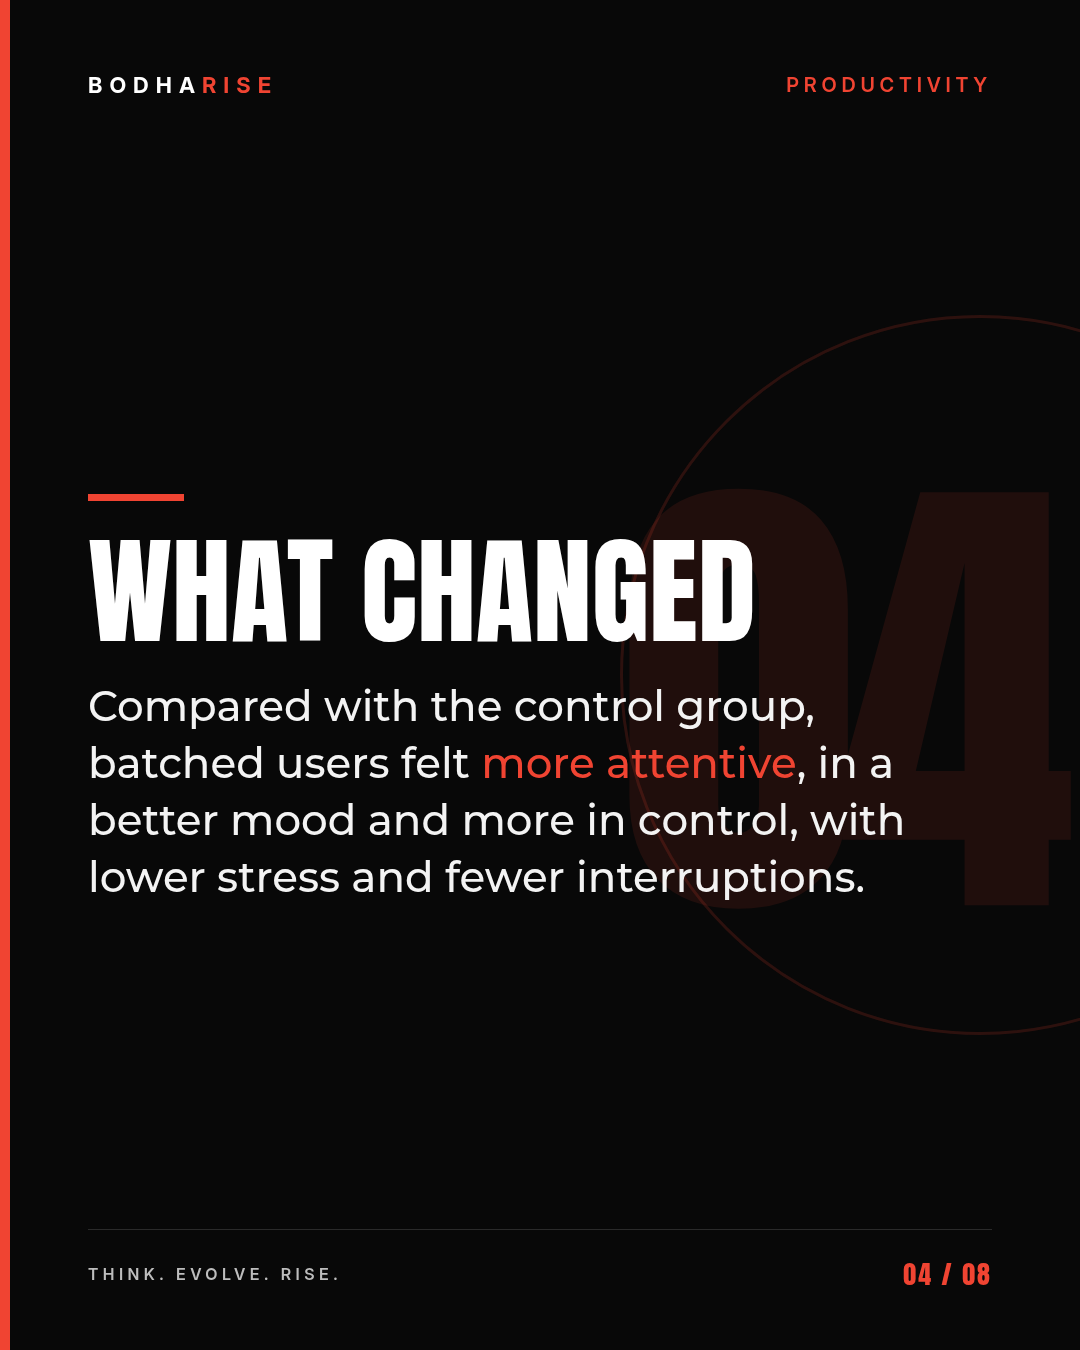 BODHARISE
PRODUCTIVITY
04
WHAT CHANGED
Compared with the control group,
batched users felt more attentive, in a
better mood and more in control, with
lower stress and fewer interruptions.
THINK. EVOLVE. RISE.
04 / 08